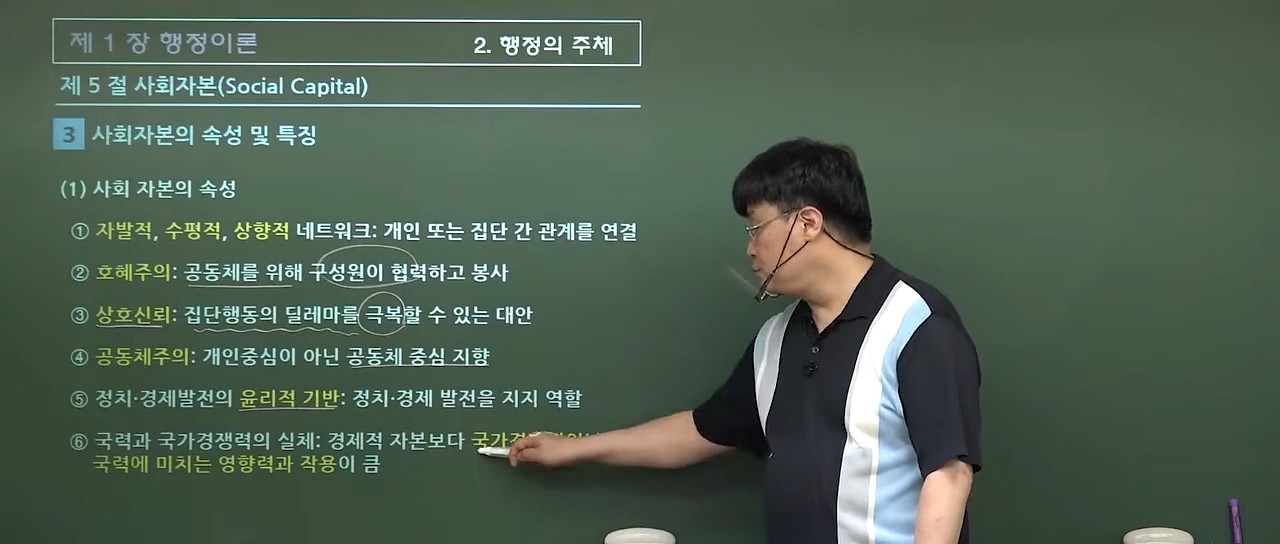 제 1 장 행정이론
2. 행정의 주체
제 5 절 사회자본(Social Capital)
3 사회자본의 속성 및 특징
(1) 사회 자본의 속성
① 자발적, 수평적, 상향적 네트워크: 개인 또는 집단 간 관계를 연결
② 호혜주의: 공동체를 위해 구성원이 협력하고 봉사
③ 상호신뢰: 집단행동의 딜레마를 극복할 수 있는 대안
④ 공동체주의: 개인중심이 아닌 공동체 중심 지향
⑤ 정치·경제발전의 윤리적 기반: 정치·경제 발전을 지지 역할
⑥ 국력과 국가경쟁력의 실체: 경제적 자본보다
국력에 미치는 영향력과 작용이 큼